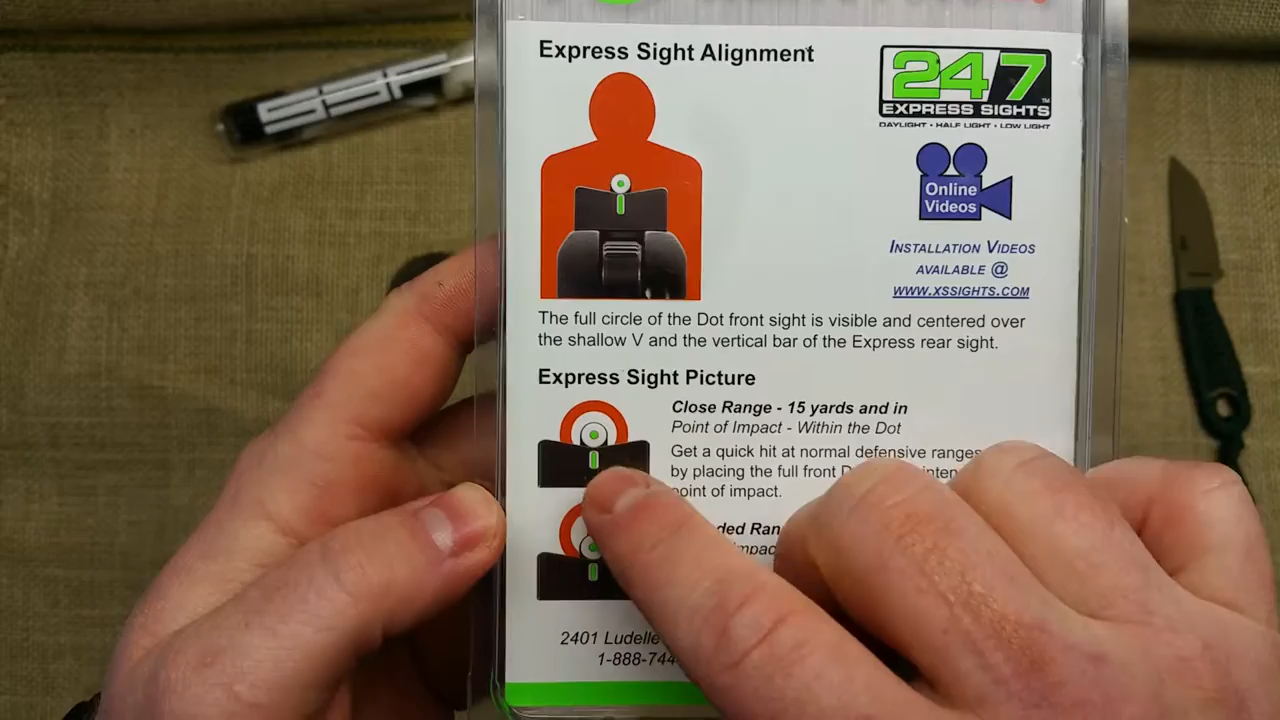 Express Sight Alignment
24/7
TM
EXPRESS SIGHTS
DAYLIGHT • HALF LIGHT • LOW LIGHT
Online
Videos
INSTALLATION VIDEOS
AVAILABLE @
WWW.XSSIGHTS.COM
The full circle of the Dot front sight is visible and centered over
the shallow V and the vertical bar of the Express rear sight.
Express Sight Picture
Close Range - 15 yards and in
Point of Impact - Within the Dot
Get a quick hit at normal defensive ranges
by placing the full front
point of impact.
2401 Ludelle
1-888-744